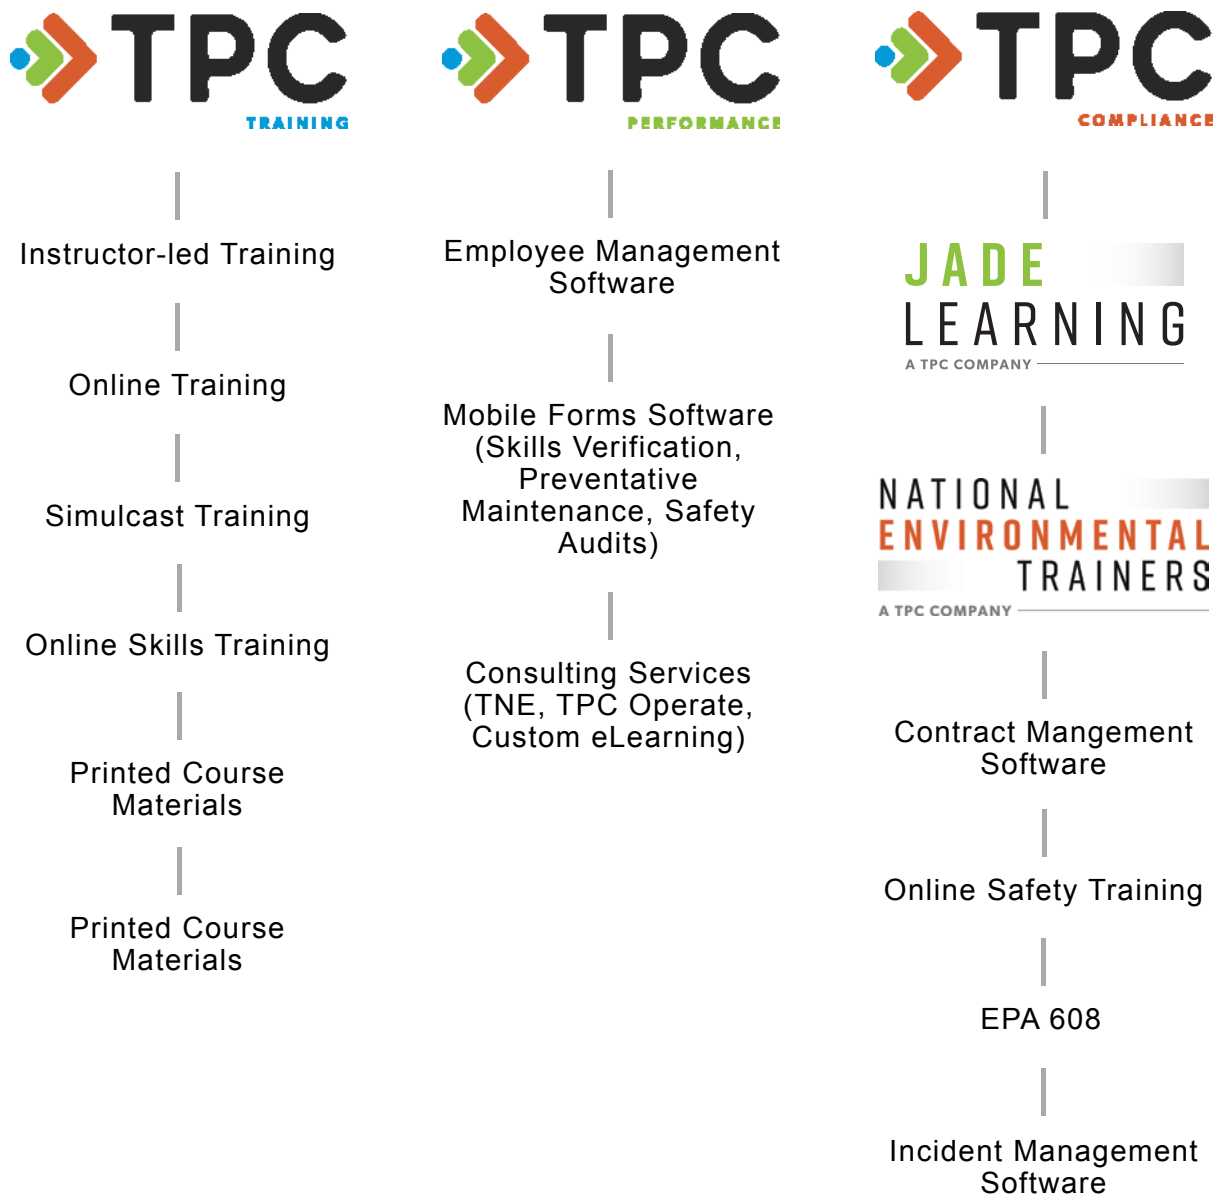 TPC
TRAINING
Instructor-led Training
Online Training
Simulcast Training
Online Skills Training
Printed Course
Materials
Printed Course
Materials
TPC
PERFORMANCE
Employee Management
Software
Mobile Forms Software
(Skills Verification,
Preventative
Maintenance, Safety
Audits)
Consulting Services
(TNE, TPC Operate,
Custom eLearning)
TPC
COMPLIANCE
JADE
LEARNING
A TPC COMPANY
NATIONAL
ENVIRONMENTAL
TRAINERS
A TPC COMPANY
Contract Mangement
Software
Online Safety Training
EPA 608
Incident Management
Software